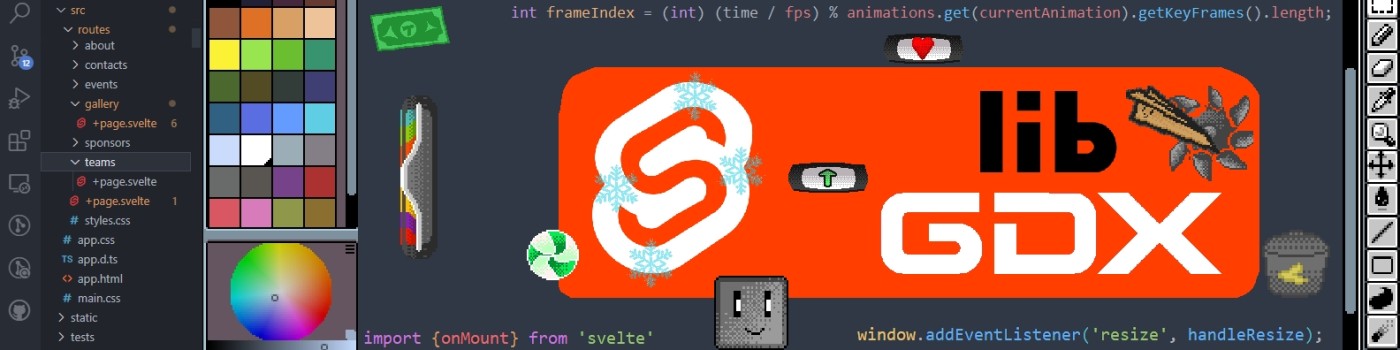 src
routes
about
contacts
events
gallery
+page.svelte 6
sponsors
teams
+page.svelte
+page.svelte 1
styles.css
app.css
TS app.d.ts
app.html
main.css
static
tests
12
int frameIndex = (int) (time / fps) % animations.get(currentAnimation).getKeyFrames().length;
lib
GDX
import {onMount} from 'svelte'
window.addEventListener('resize', handleResize);